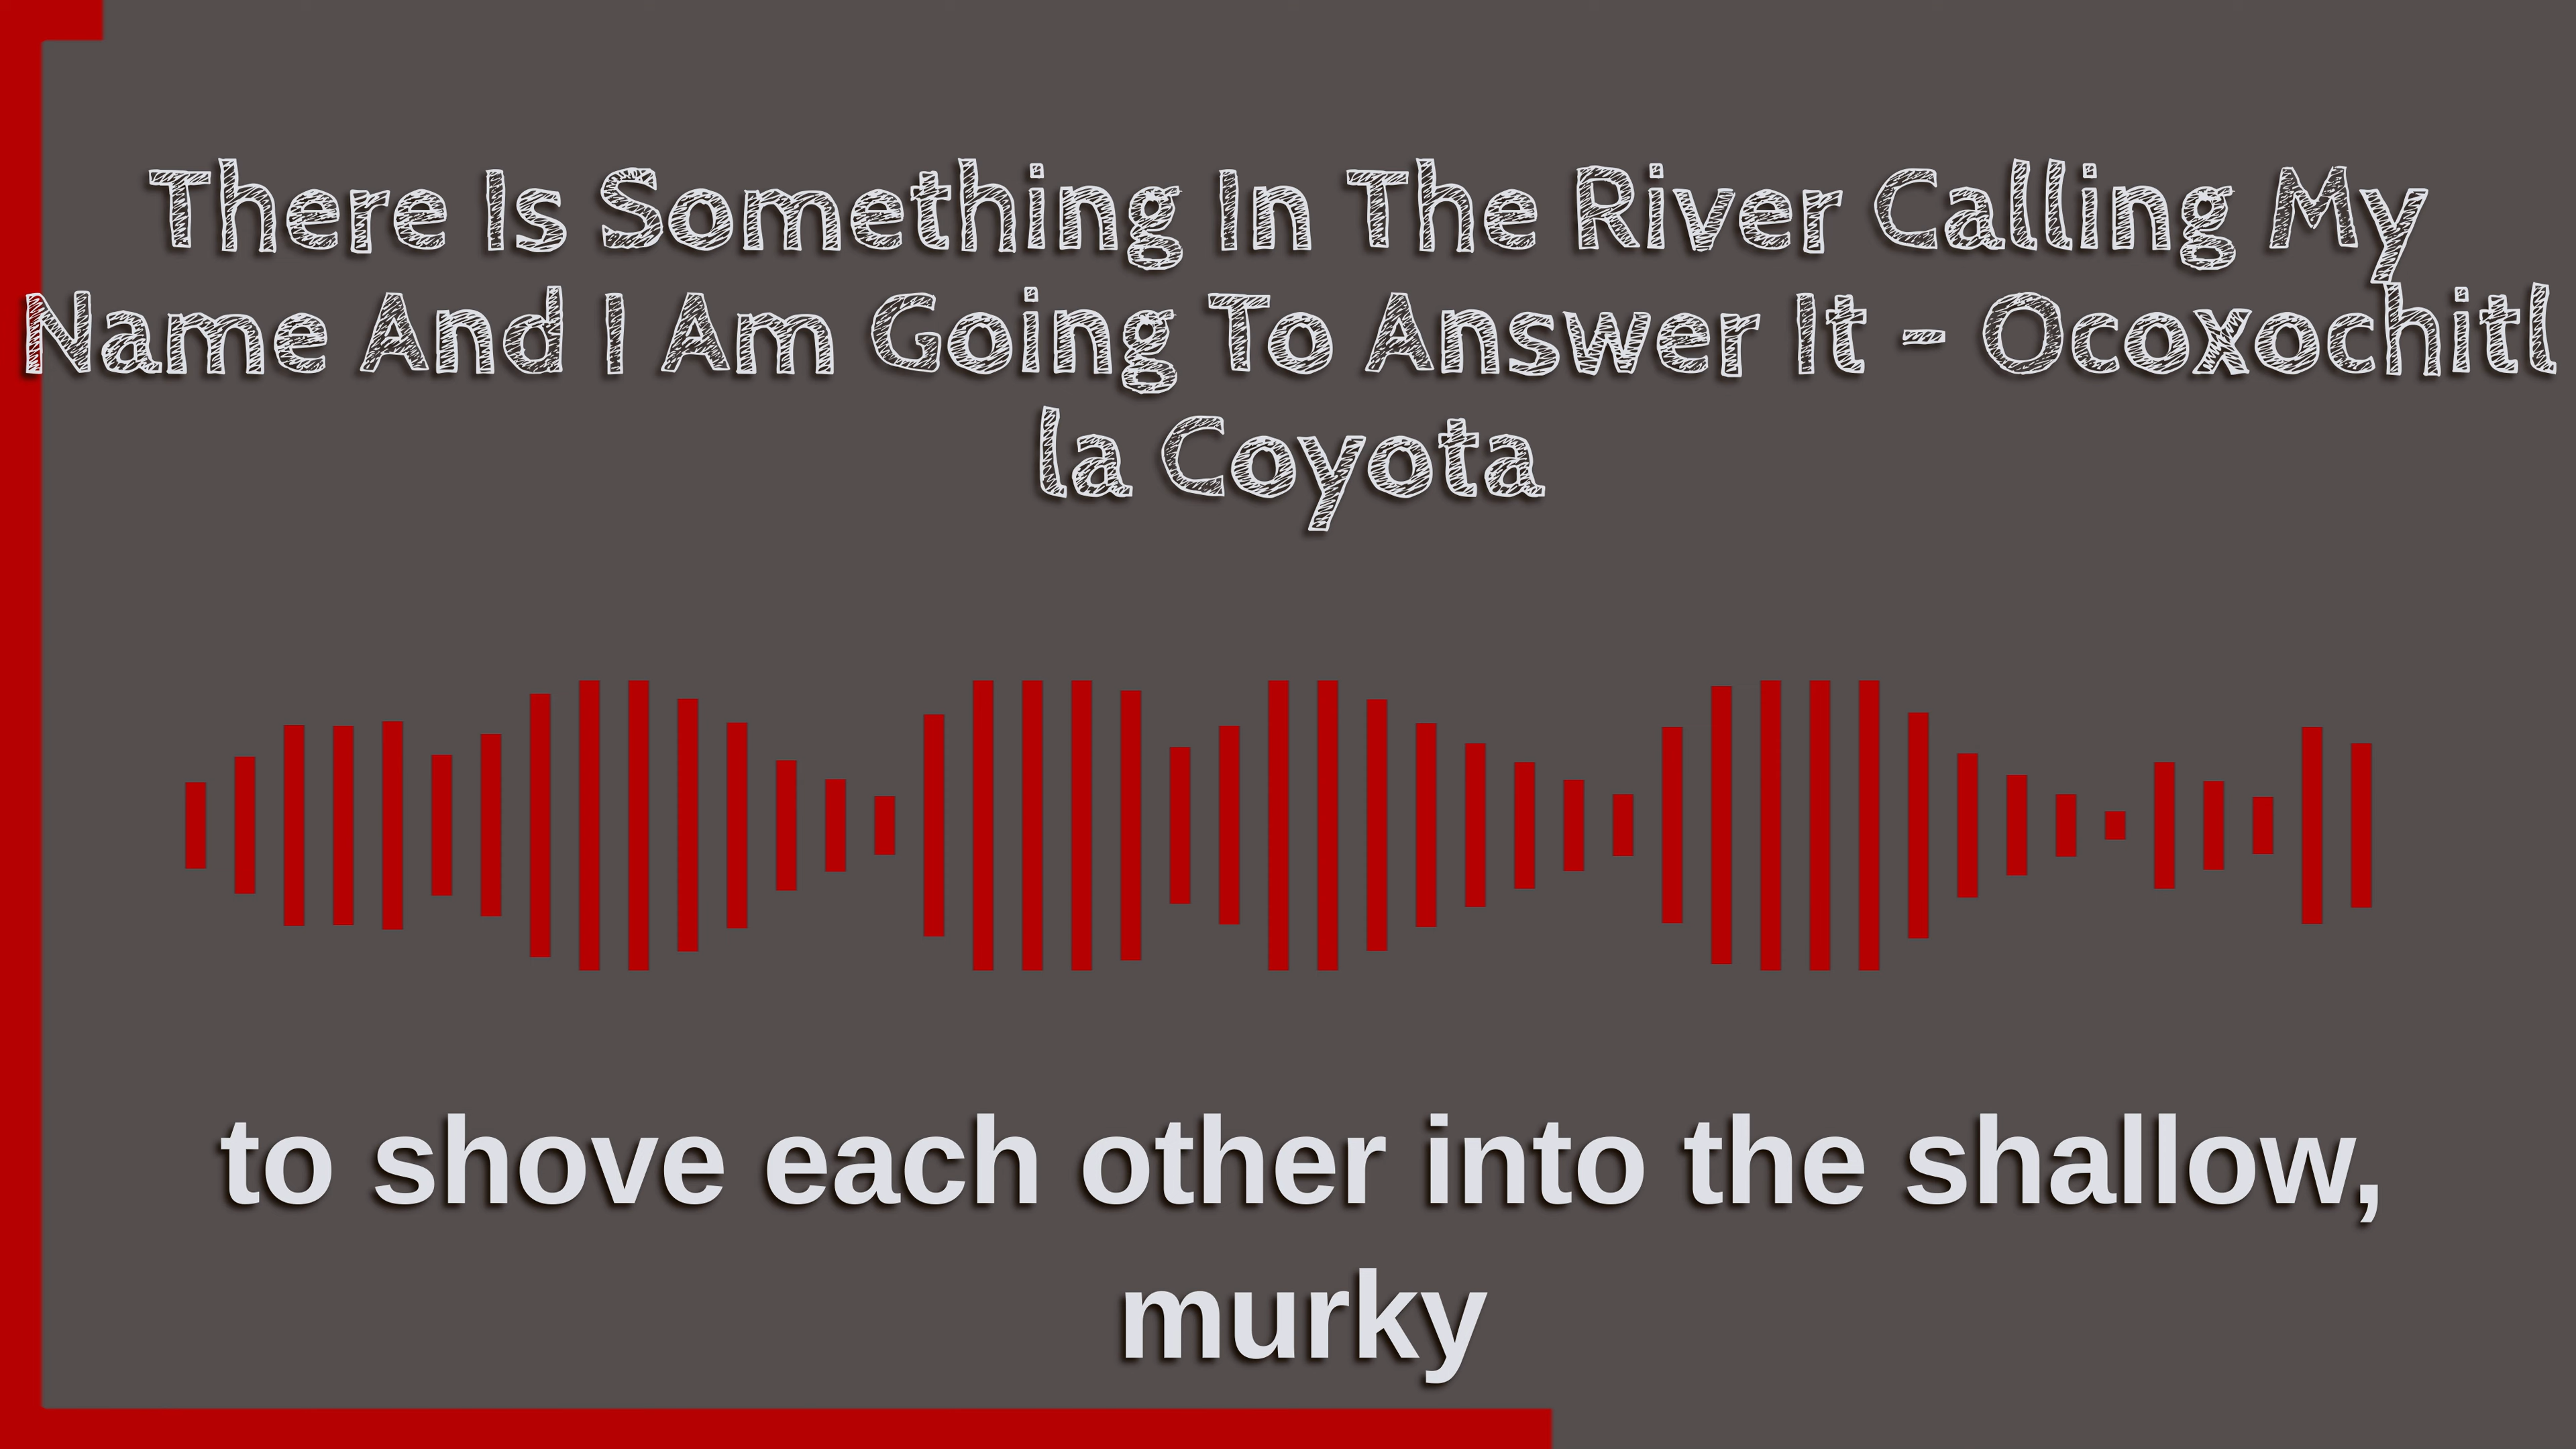 There Is Something In The River Calling My
Name And I Am Going To Answer It - Ocoxochitl
la Coyota
to shove each other into the shallow,
murky